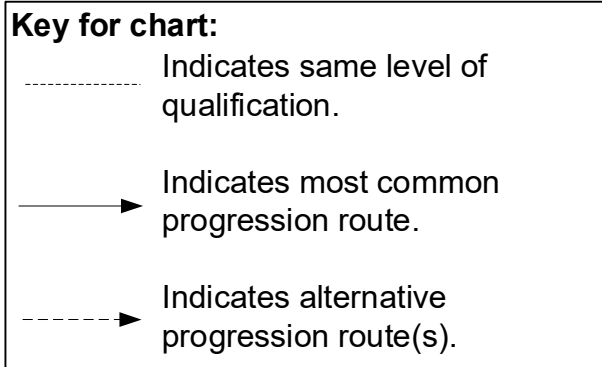 Key for chart:
Indicates same level of
qualification.
Indicates most common
progression route.
Indicates alternative
progression route(s).